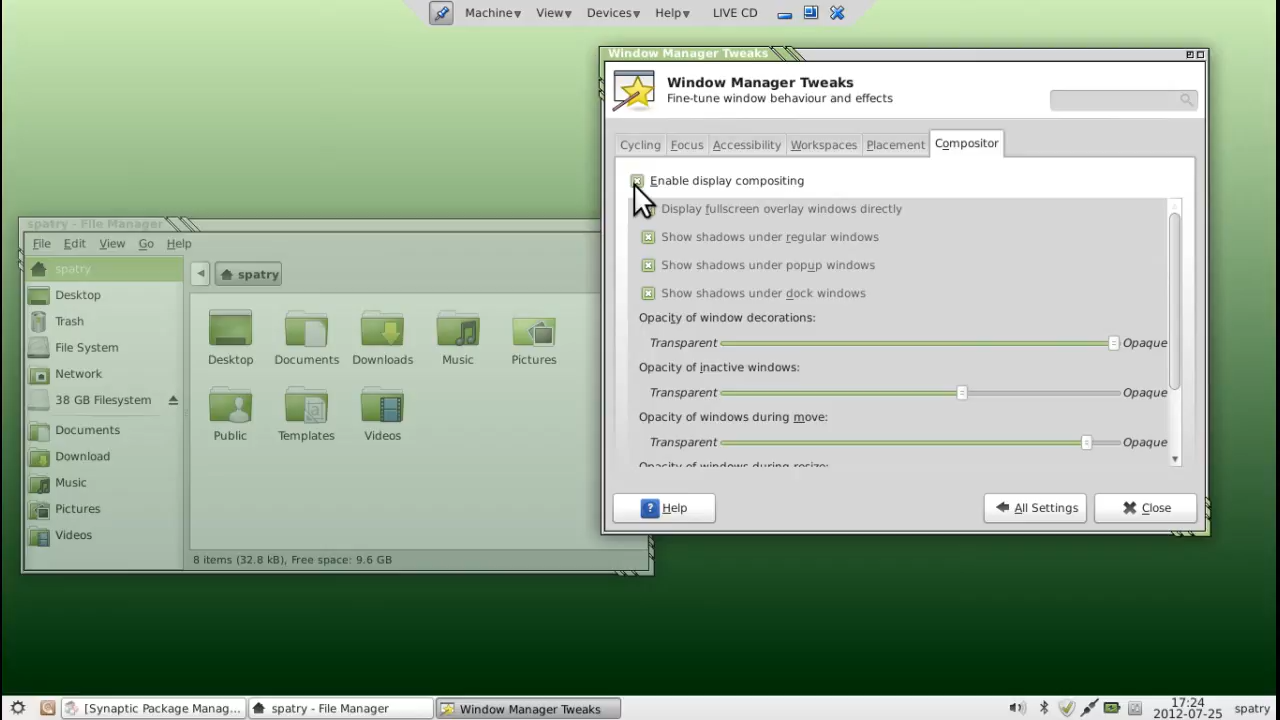 Machine View Devices Help LIVE CD
Window Manager Tweaks
Window Manager Tweaks
Fine-tune window behaviour and effects
Cycling Focus Accessibility Workspaces Placement Compositor
Enable display compositing
Display fullscreen overlay windows directly
Show shadows under regular windows
Show shadows under popup windows
Show shadows under dock windows
Opacity of window decorations:
Transparent Opaque
Opacity of inactive windows:
Transparent Opaque
Opacity of windows during move:
Transparent Opaque
Opacity of windows during resize:
Help All Settings Close
spatry - File Manager
File Edit View Go Help
spatry
Desktop
Trash
File System
Network
38 GB Filesystem
Documents
Download
Music
Pictures
Videos
spatry
Desktop Documents Downloads Music Pictures
Public Templates Videos
8 items (32.8 kB), Free space: 9.6 GB
[Synaptic Package Manag... spatry - File Manager Window Manager Tweaks
17:24
2012-07-25
spatry